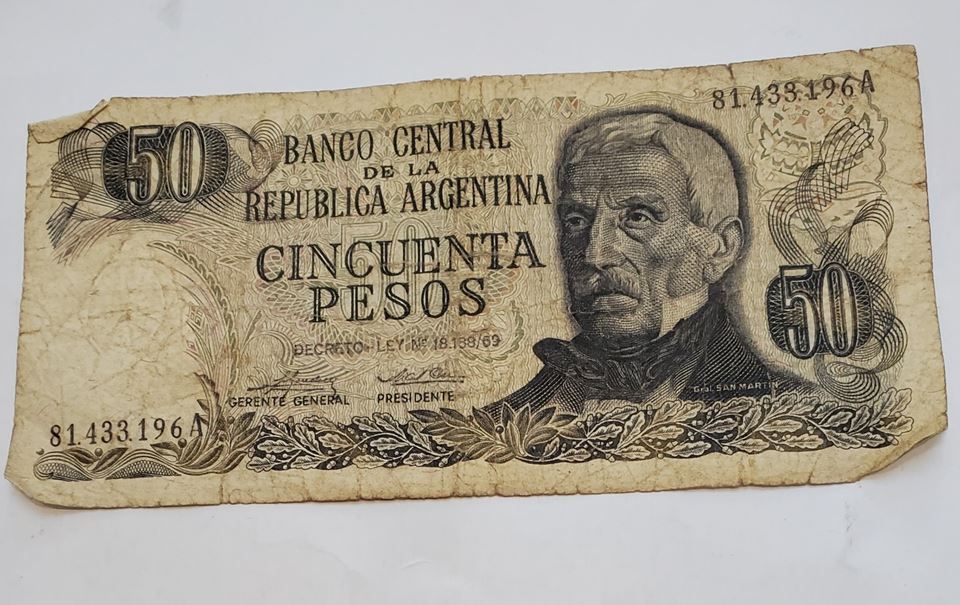 81.433.196A
50
BANCO CENTRAL
DE LA
REPUBLICA ARGENTINA
CINCUENTA
PESOS
50
DECRETO-LEY Nº 18.188/69
GERENTE GENERAL PRESIDENTE
Gral. SAN MARTIN
81.433.196A